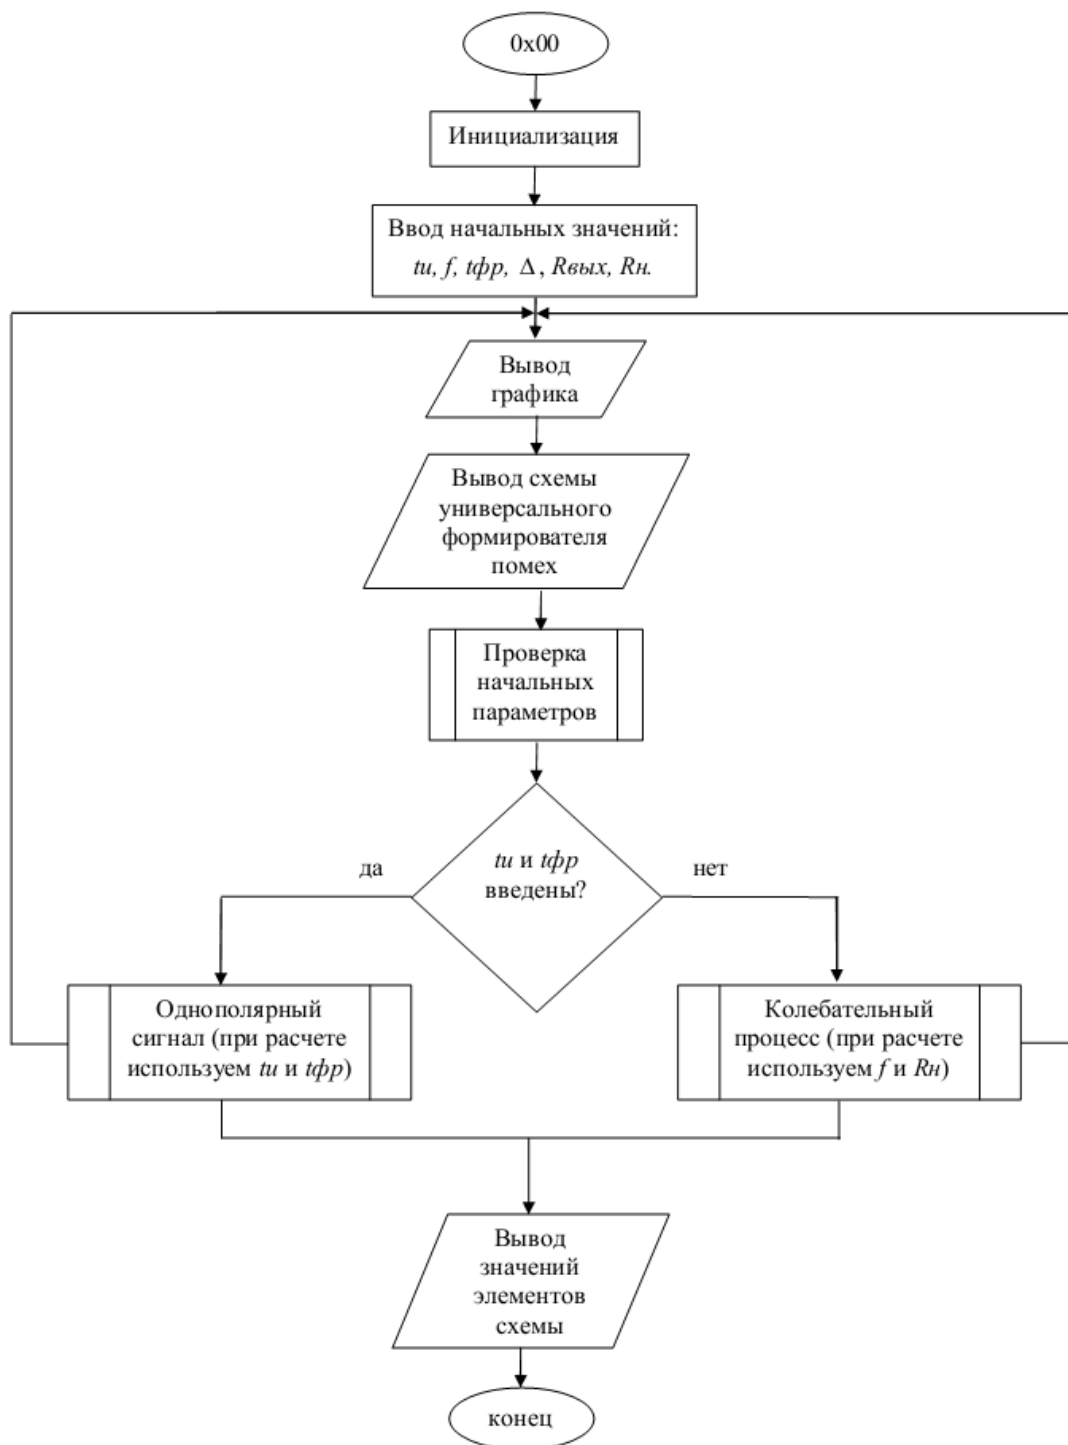 0x00
Инициализация
Ввод начальных значений:
tи, f, tфр, Δ, Rвых, Rн.
Вывод
графика
Вывод схемы
универсального
формирователя
помех
Проверка
начальных
параметров
да
tи и tфр
введены?
нет
Однополярный
сигнал (при расчете
используем tи и tфр)
Колебательный
процесс (при расчете
используем f и Rн)
Вывод
значений
элементов
схемы
конец